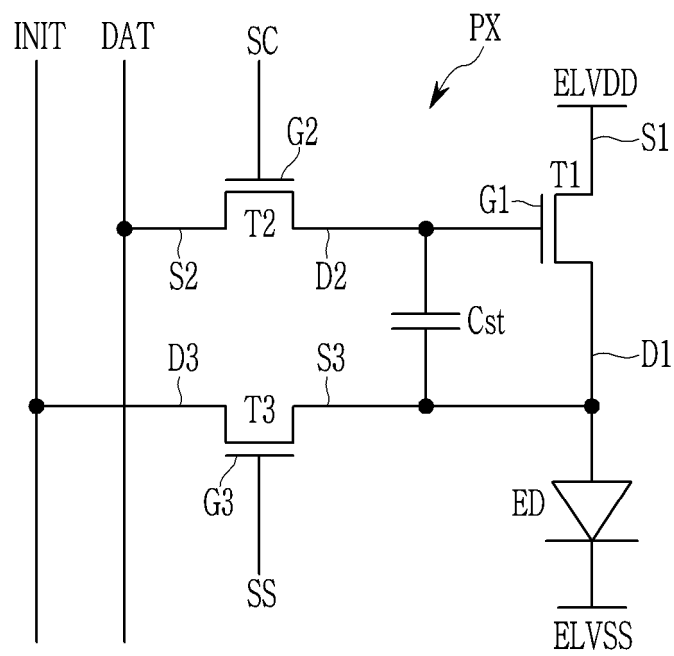 INIT
DAT
SC
PX
ELVDD
S1
G2
T1
G1
T2
S2
D2
Cst
D1
D3
S3
T3
G3
ED
SS
ELVSS